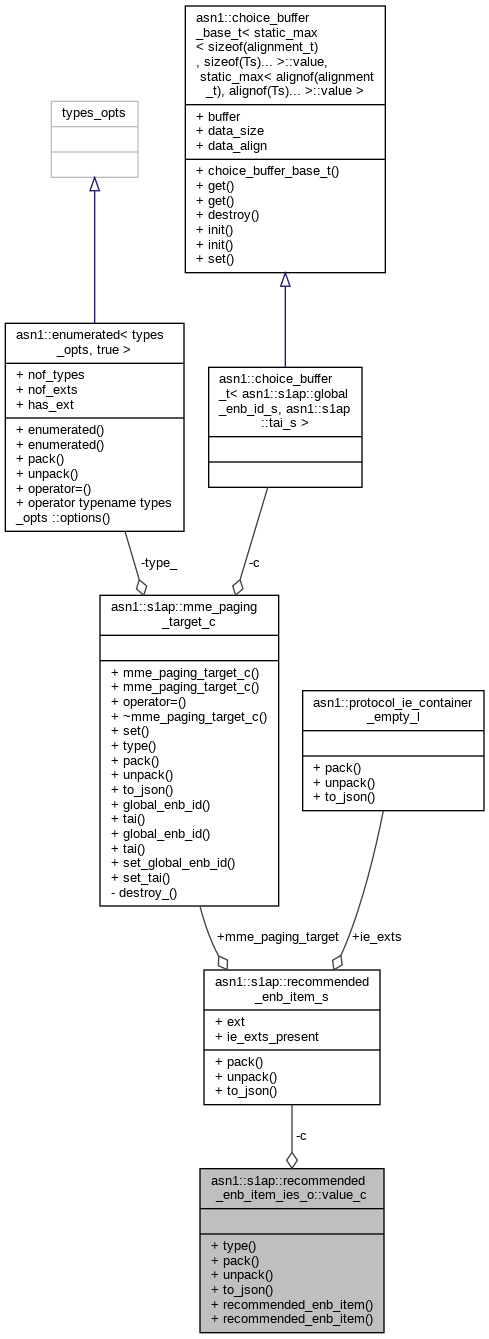 asn1::choice_buffer
_base_t< static_max
< sizeof(alignment_t)
, sizeof(Ts)... >::value,
static_max< alignof(alignment
_t), alignof(Ts)... >::value >
+ buffer
+ data_size
+ data_align
+ choice_buffer_base_t()
+ get()
+ get()
+ destroy()
+ init()
+ init()
+ set()
types_opts
asn1::enumerated< types
_opts, true >
+ nof_types
+ nof_exts
+ has_ext
+ enumerated()
+ enumerated()
+ pack()
+ unpack()
+ operator=()
+ operator typename types
_opts ::options()
asn1::choice_buffer
_t< asn1::s1ap::global
_enb_id_s, asn1::s1ap
::tai_s >
-type_
-c
asn1::s1ap::mme_paging
_target_c
+ mme_paging_target_c()
+ mme_paging_target_c()
+ operator=()
+ ~mme_paging_target_c()
+ set()
+ type()
+ pack()
+ unpack()
+ to_json()
+ global_enb_id()
+ tai()
+ global_enb_id()
+ tai()
+ set_global_enb_id()
+ set_tai()
- destroy_()
asn1::protocol_ie_container
_empty_l
+ pack()
+ unpack()
+ to_json()
+mme_paging_target
+ie_exts
asn1::s1ap::recommended
_enb_item_s
+ ext
+ ie_exts_present
+ pack()
+ unpack()
+ to_json()
-c
asn1::s1ap::recommended
_enb_item_ies_o::value_c
+ type()
+ pack()
+ unpack()
+ to_json()
+ recommended_enb_item()
+ recommended_enb_item()